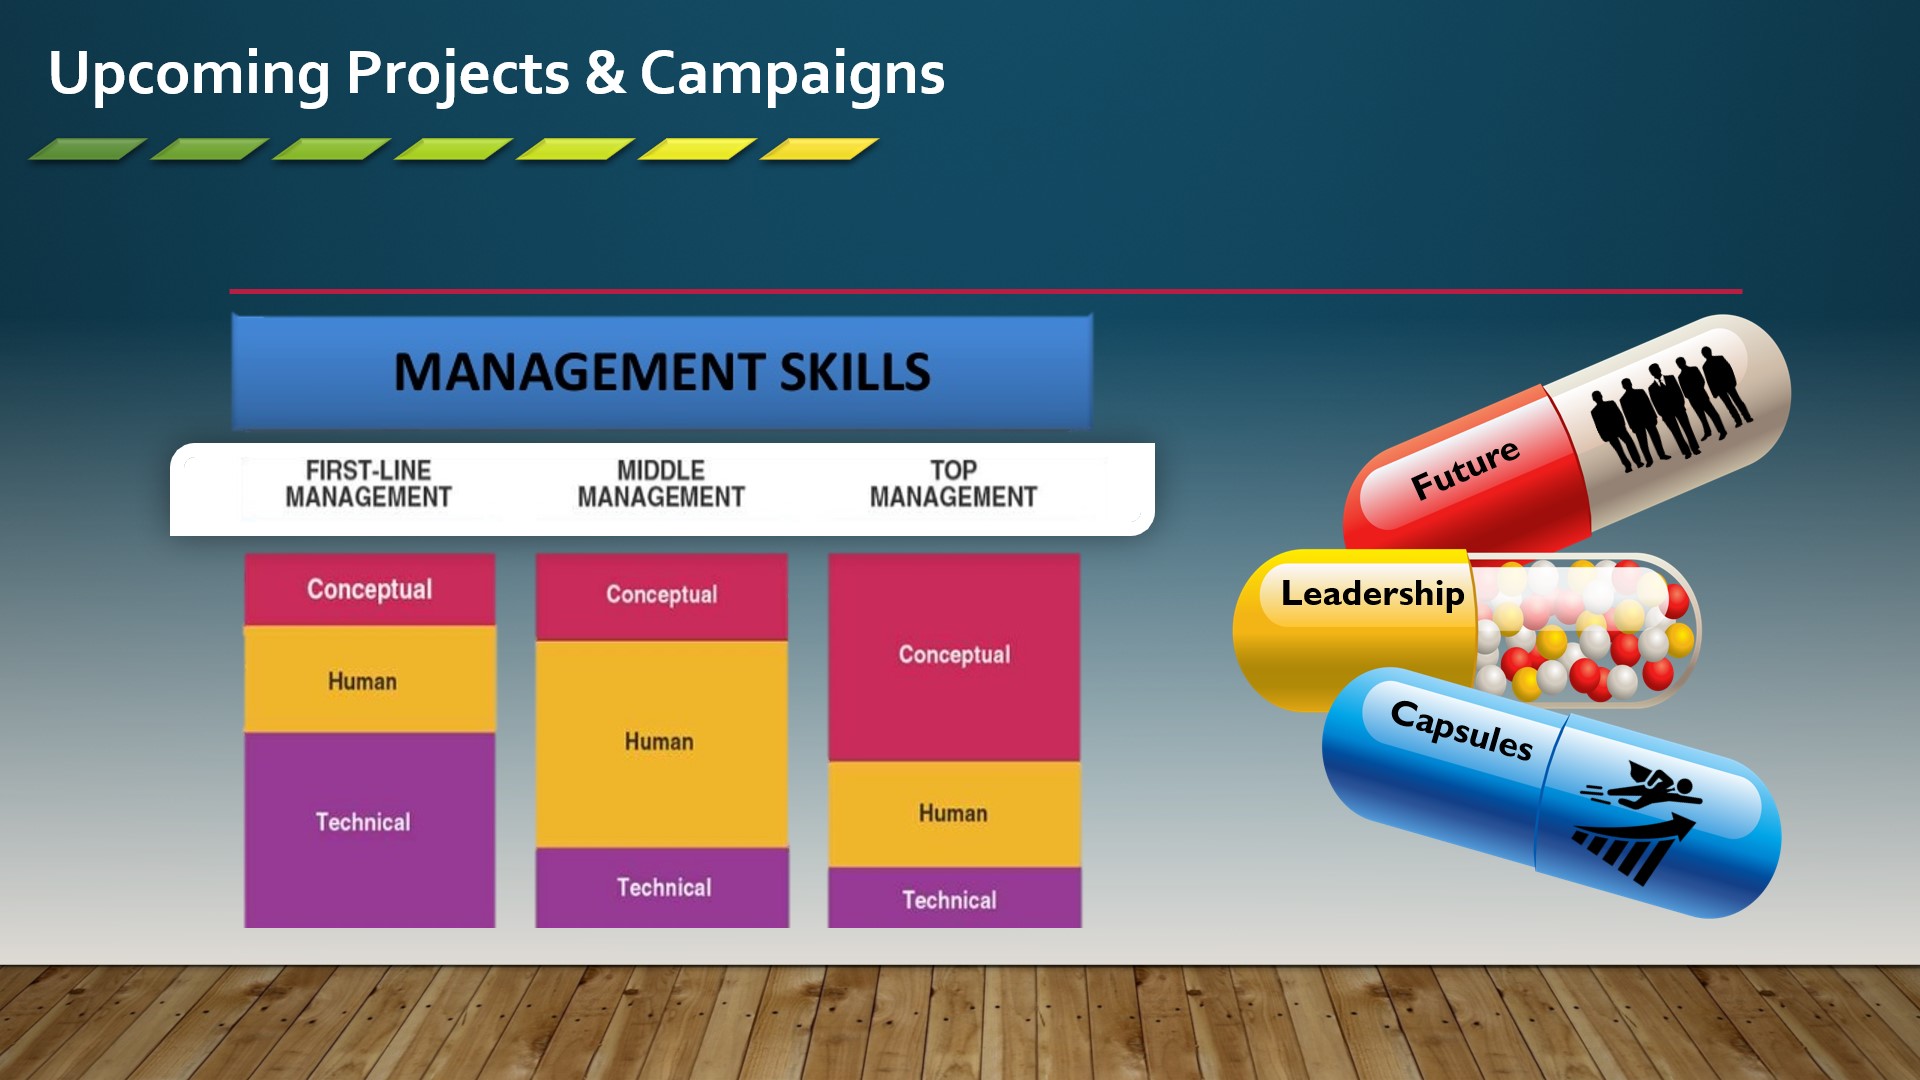 Upcoming Projects & Campaigns
MANAGEMENT SKILLS
FIRST-LINE
MANAGEMENT
MIDDLE
MANAGEMENT
TOP
MANAGEMENT
Conceptual
Human
Technical
Conceptual
Human
Technical
Conceptual
Human
Technical
Future
Leadership
Capsules